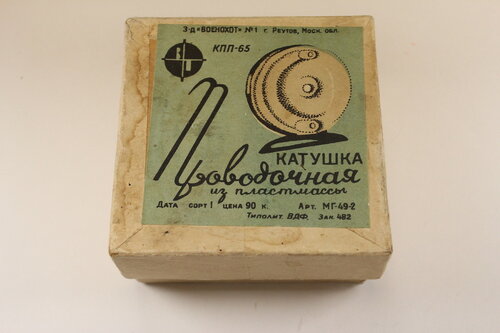 З-д «ВОЕНОХОТ» №1 г. Реутов, Моск. обл.
КПП-65
КАТУШКА
Проводочная
из пластмассы
Дата сорт 1 цена 90 к. Арт. МГ-49-2
Типолит. ВДФ. Зак. 482